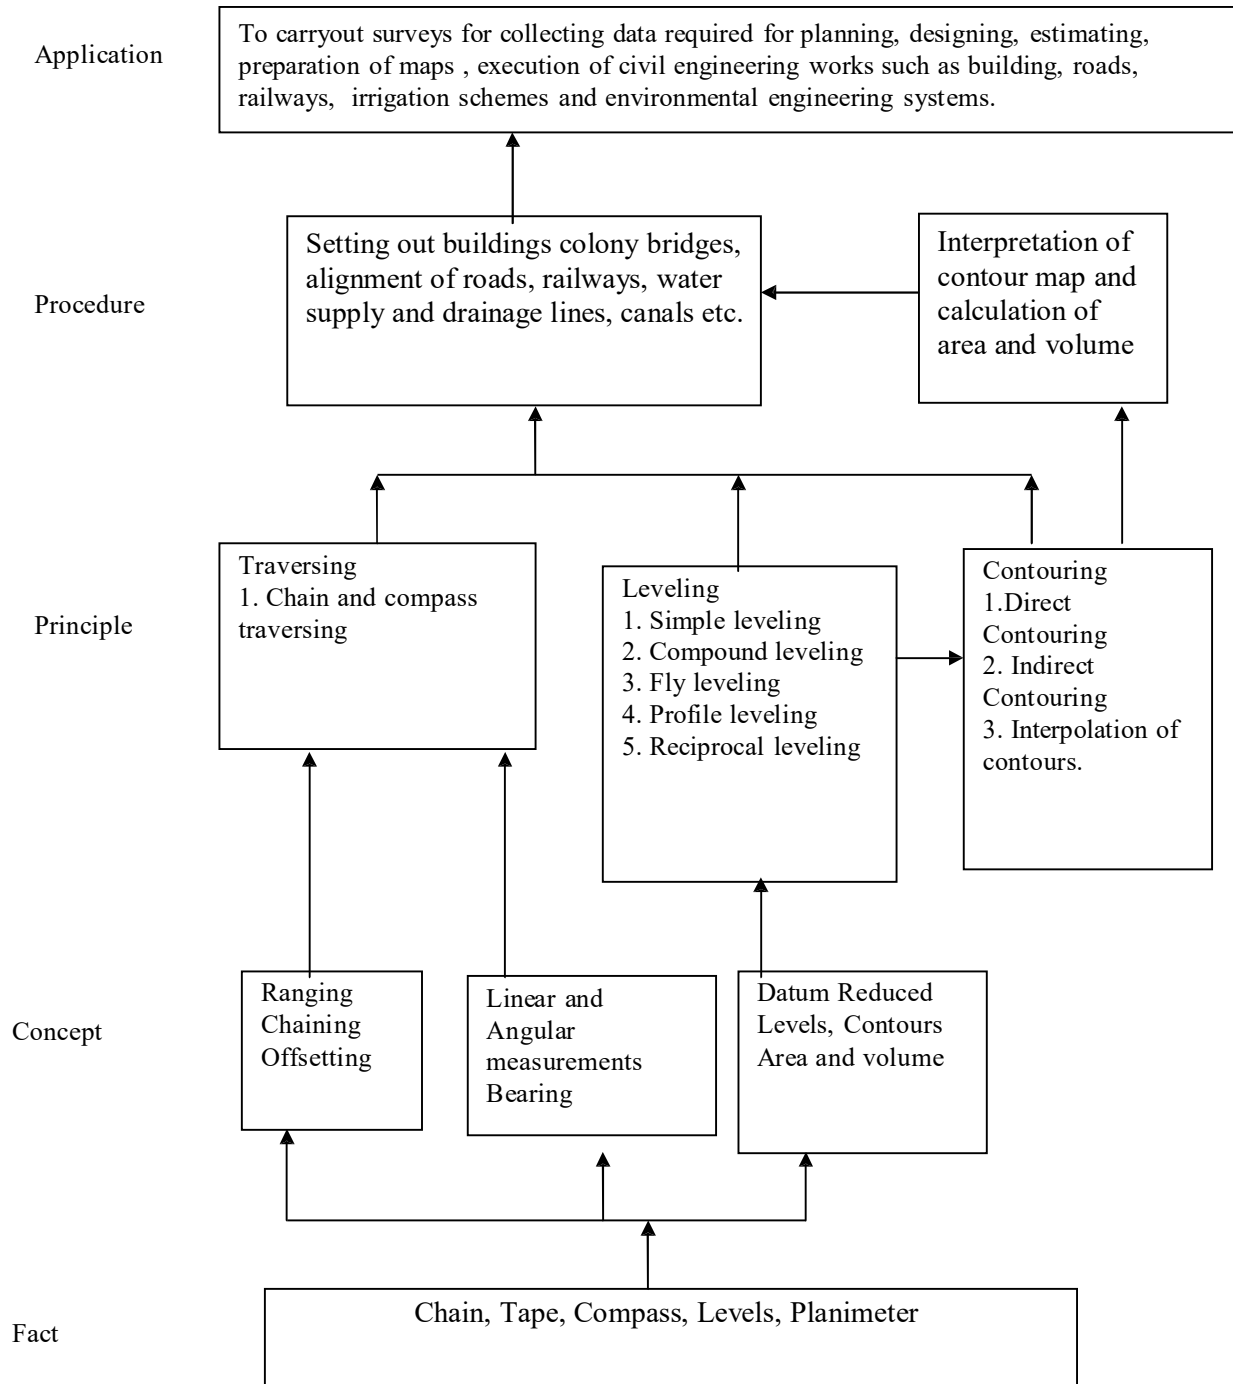 Application
To carryout surveys for collecting data required for planning, designing, estimating,
preparation of maps , execution of civil engineering works such as building, roads,
railways, irrigation schemes and environmental engineering systems.
Procedure
Setting out buildings colony bridges,
alignment of roads, railways, water
supply and drainage lines, canals etc.
Interpretation of
contour map and
calculation of
area and volume
Principle
Traversing
1. Chain and compass
traversing
Leveling
1. Simple leveling
2. Compound leveling
3. Fly leveling
4. Profile leveling
5. Reciprocal leveling
Contouring
1.Direct
Contouring
2. Indirect
Contouring
3. Interpolation of
contours.
Concept
Ranging
Chaining
Offsetting
Linear and
Angular
measurements
Bearing
Datum Reduced
Levels, Contours
Area and volume
Fact
Chain, Tape, Compass, Levels, Planimeter